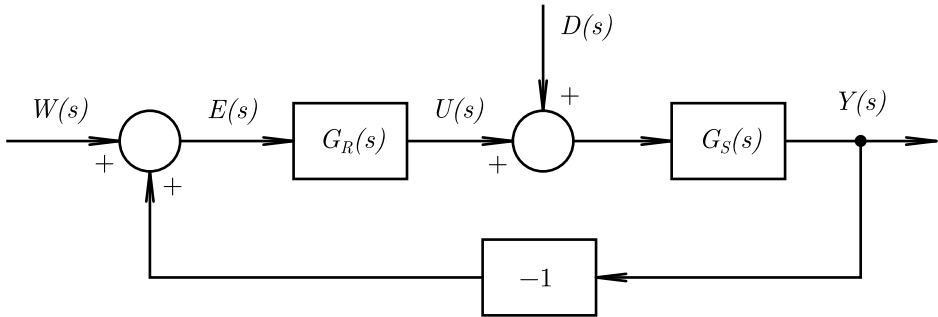 D(s)
+
W(s)
E(s)
U(s)
Y(s)
G_R(s)
G_S(s)
+
+
+
−1